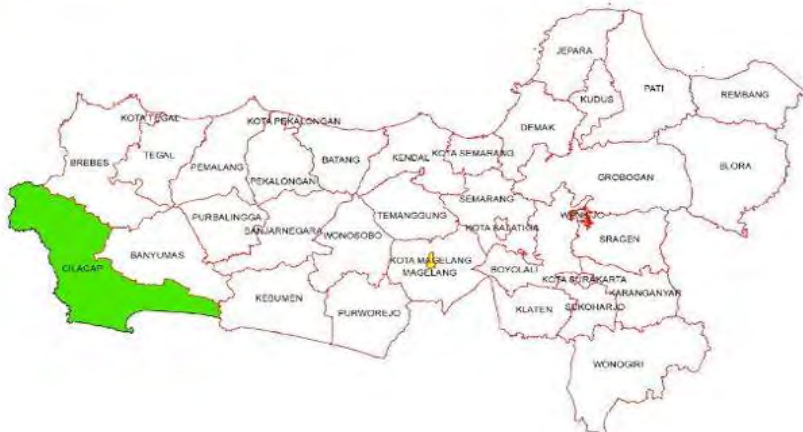 JEPARA
PATI
REMBANG
KUDUS
KOTA TEGAL
KOTA PEKALONGAN
DEMAK
BREBES
TEGAL
PEMALANG
BATANG
KENDAL
KOTA SEMARANG
BLORA
PEKALONGAN
GROBOGAN
SEMARANG
PURBALINGGA
TEMANGGUNG
BANJARNEGARA
WONOSOBO
KOTA SALATIGA
SRAGEN
BANYUMAS
CILACAP
KOTA MAGELANG
MAGELANG
BOYOLALI
KOTA SURAKARTA
KARANGANYAR
KEBUMEN
PURWOREJO
KLATEN
SUKOHARJO
WONOGIRI